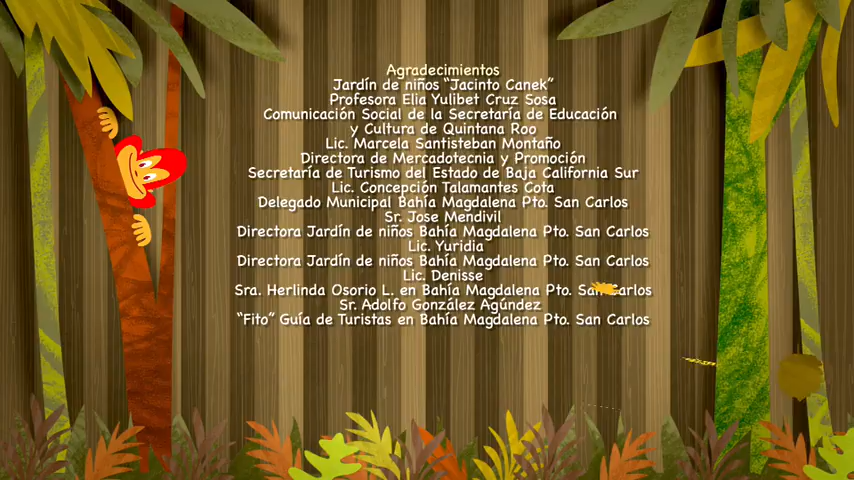 Agradecimientos
Jardín de niños "Jacinto Canek"
Profesora Elia Yulibet Cruz Sosa
Comunicación Social de la Secretaría de Educación
y Cultura de Quintana Roo
Lic. Marcela Santisteban Montaño
Directora de Mercadotecnia y Promoción
Secretaría de Turismo del Estado de Baja California Sur
Lic. Concepción Talamantes Cota
Delegado Municipal Bahía Magdalena Pto. San Carlos
Sr. Jose Mendivil
Directora Jardín de niños Bahía Magdalena Pto. San Carlos
Lic. Yuridia
Directora Jardín de niños Bahía Magdalena Pto. San Carlos
Lic. Denisse
Sra. Herlinda Osorio L. en Bahía Magdalena Pto. San Carlos
Sr. Adolfo González Agúndez
"Fito" Guía de Turistas en Bahía Magdalena Pto. San Carlos